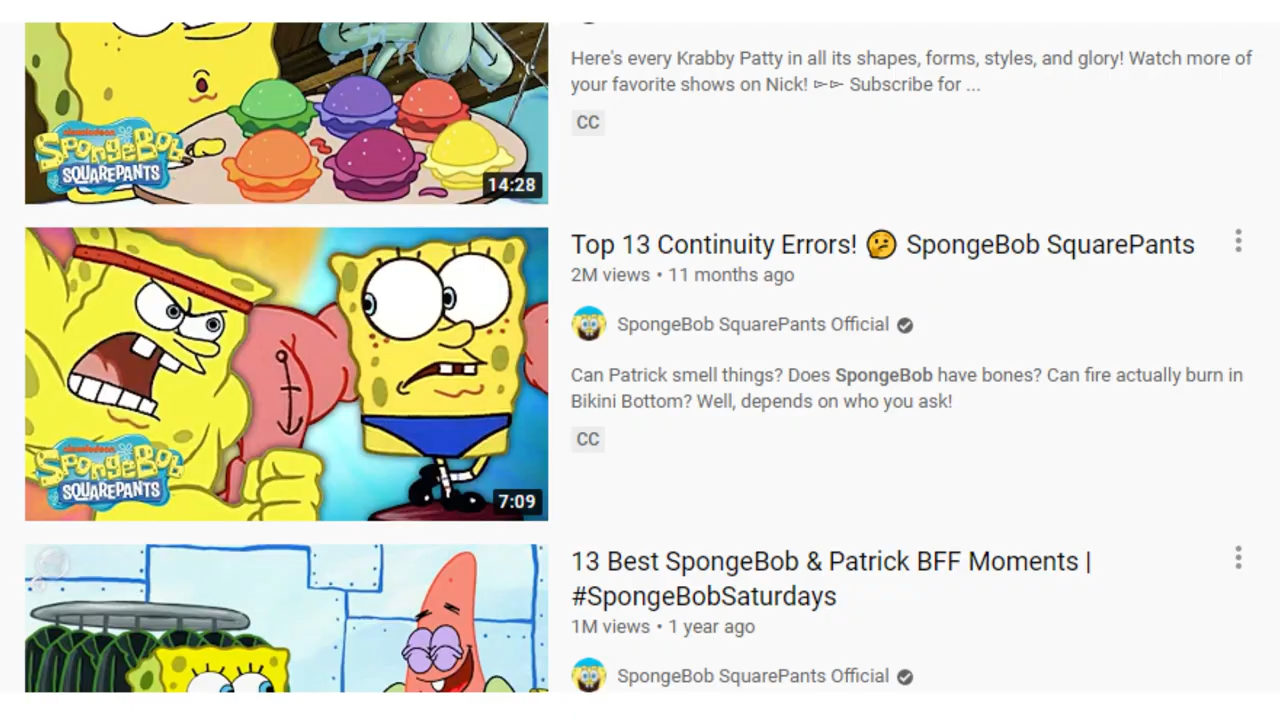 Here's every Krabby Patty in all its shapes, forms, styles, and glory! Watch more of
your favorite shows on Nick! ▻▻ Subscribe for ...
CC
nickelodeon
SPONGEBOB
SQUAREPANTS
14:28
Top 13 Continuity Errors! 🤔 SpongeBob SquarePants
2M views • 11 months ago
SpongeBob SquarePants Official
Can Patrick smell things? Does SpongeBob have bones? Can fire actually burn in
Bikini Bottom? Well, depends on who you ask!
CC
nickelodeon
SPONGEBOB
SQUAREPANTS
7:09
13 Best SpongeBob & Patrick BFF Moments |
#SpongeBobSaturdays
1M views • 1 year ago
SpongeBob SquarePants Official